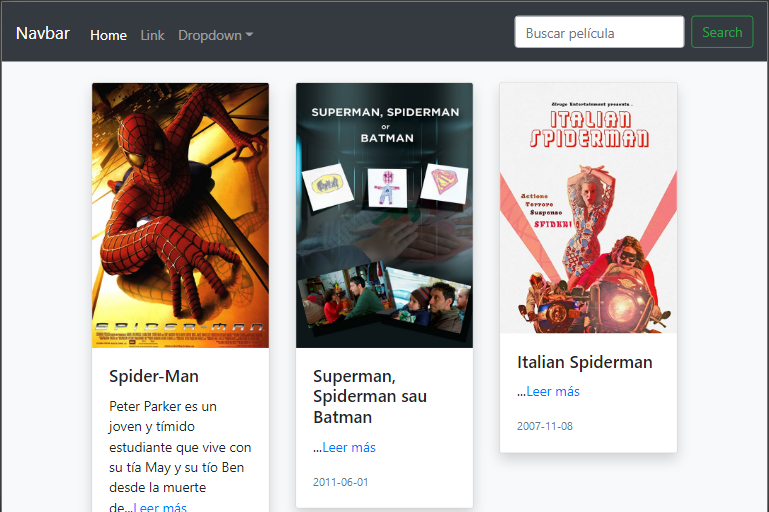 Navbar Home Link Dropdown Buscar película Search
SUPERMAN, SPIDERMAN
or
BATMAN
SPIDER-MAN
ITALIAN
SPIDERMAN
Actione
Terrore
Suspenso
SPIDER!
Spider-Man
Peter Parker es un
joven y tímido
estudiante que vive con
su tía May y su tío Ben
desde la muerte
de...Leer más
Superman,
Spiderman sau
Batman
...Leer más
2011-06-01
Italian Spiderman
...Leer más
2007-11-08